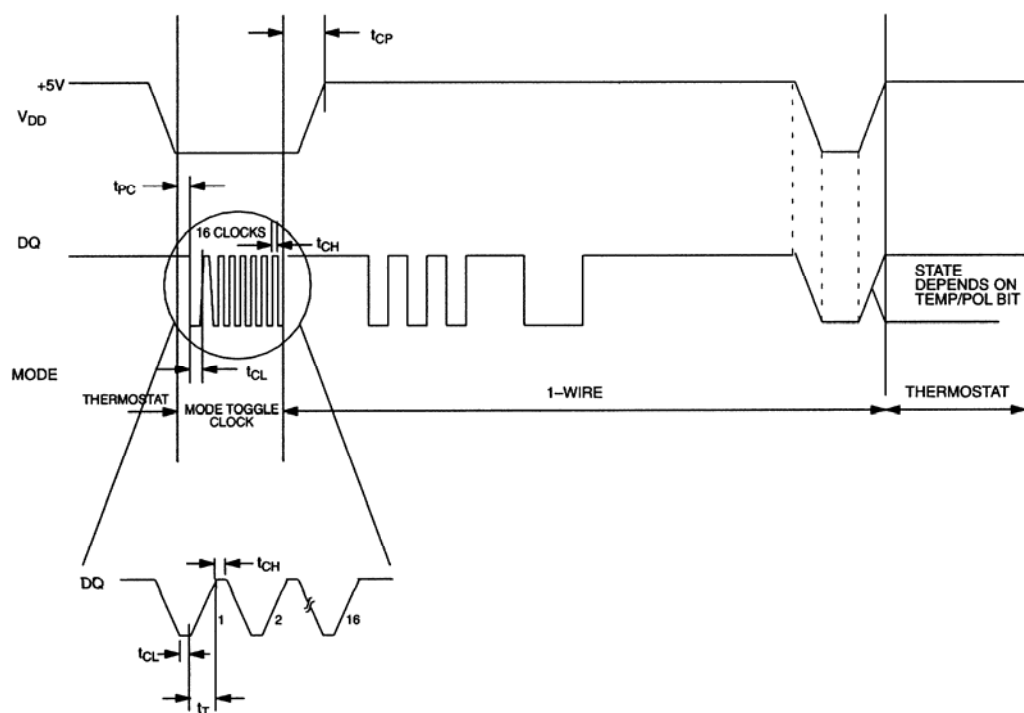 tCP
+5V
VDD
tPC
16 CLOCKS
DQ
tCH
STATE
DEPENDS ON
TEMP/POL BIT
MODE
tCL
THERMOSTAT
MODE TOGGLE
CLOCK
1–WIRE
THERMOSTAT
DQ
tCH
1
2
16
tCL
tT